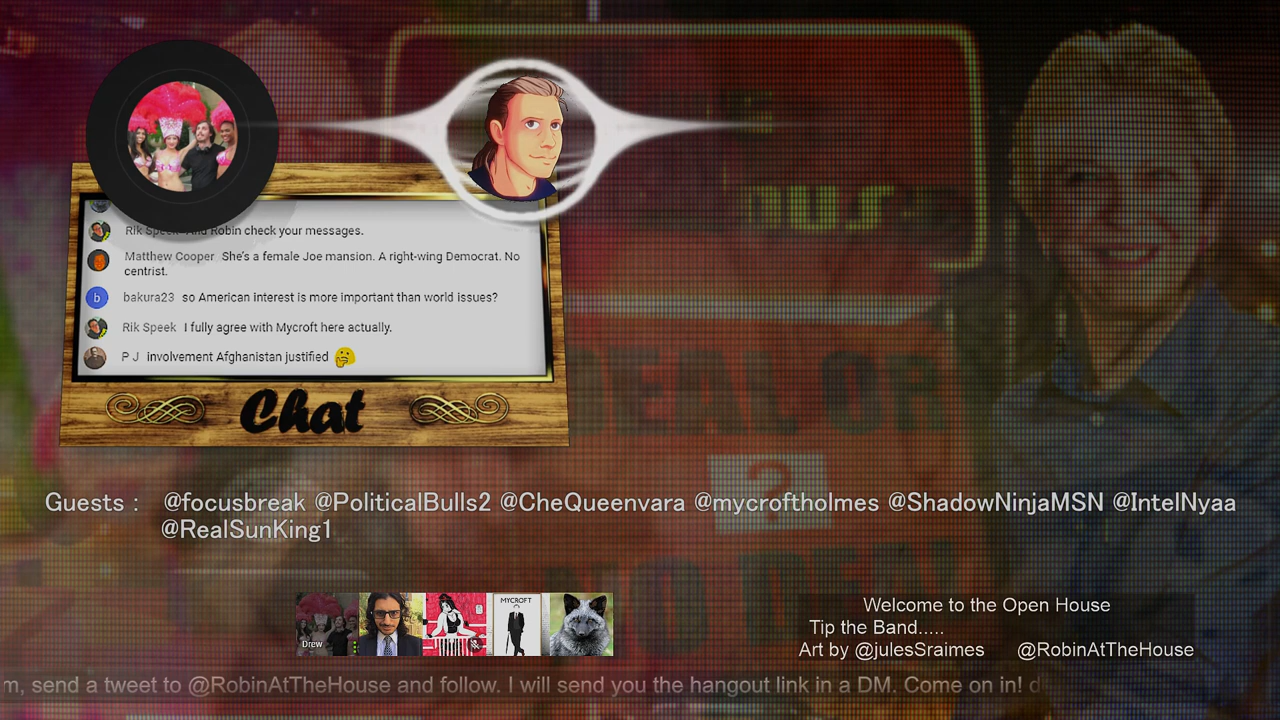 Rik Speek And Robin check your messages.
Matthew Cooper She's a female Joe mansion. A right-wing Democrat. No
centrist.
bakura23 so American interest is more important than world issues?
Rik Speek I fully agree with Mycroft here actually.
P J involvement Afghanistan justified 🤔
Chat
DEAL OR
?
NO DEAL
Guests : @focusbreak @PoliticalBulls2 @CheQueenvara @mycroftholmes @ShadowNinjaMSN @IntelNyaa
@RealSunKing1
Drew
MYCROFT
Welcome to the Open House
Tip the Band.....
Art by @julesSraimes @RobinAtTheHouse
m, send a tweet to @RobinAtTheHouse and follow. I will send you the hangout link in a DM. Come on in! d